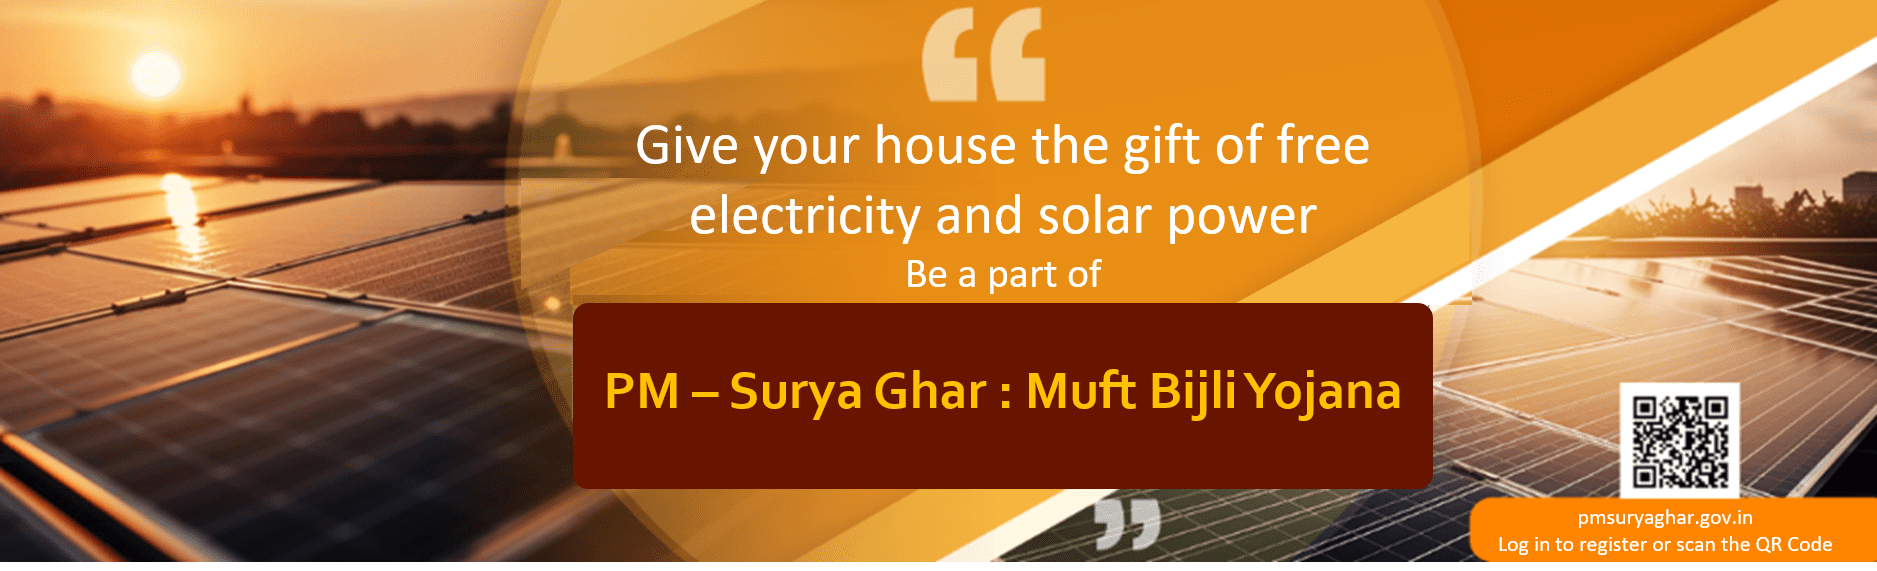 Give your house the gift of free
electricity and solar power
Be a part of
PM – Surya Ghar : Muft Bijli Yojana
pmsuryaghar.gov.in
Log in to register or scan the QR Code